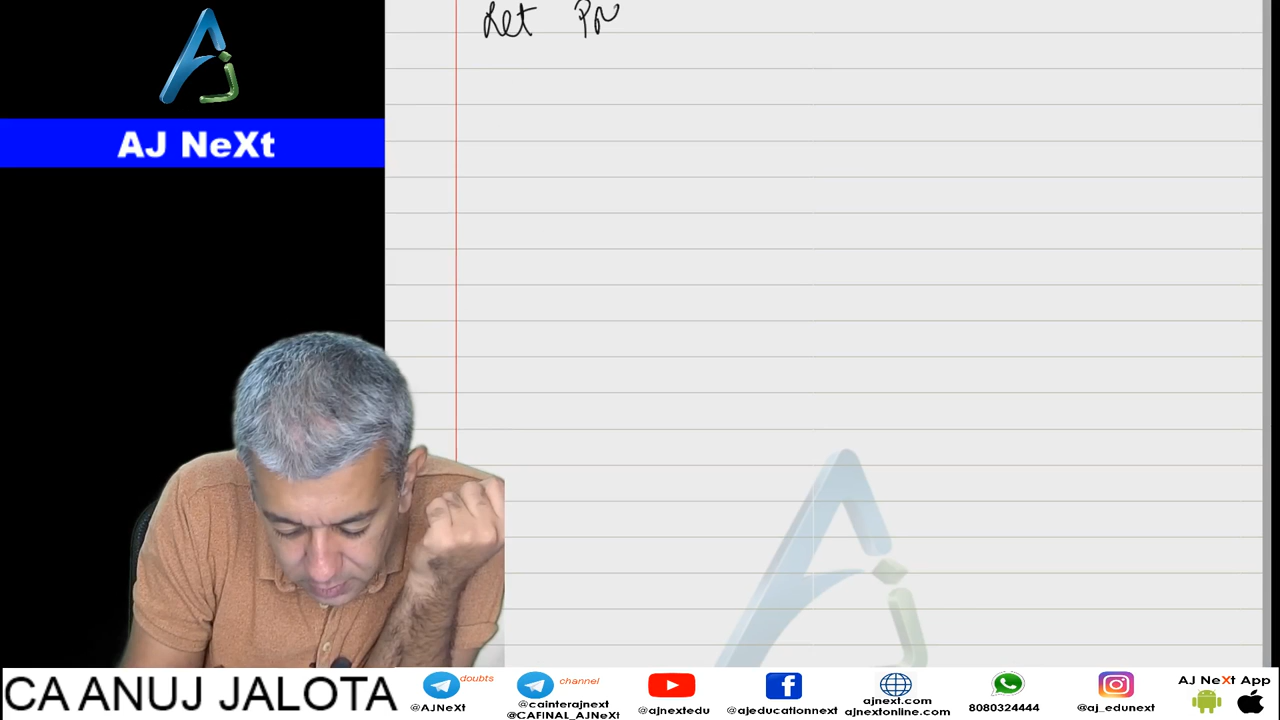 Let Pr
AJ NeXt
CA ANUJ JALOTA
doubts
@AJNeXt
channel
@cainterajnext
@CAFINAL_AJNeXt
@ajnextedu
@ajeducationnext
ajnext.com
ajnextonline.com
8080324444
@aj_edunext
AJ NeXt App